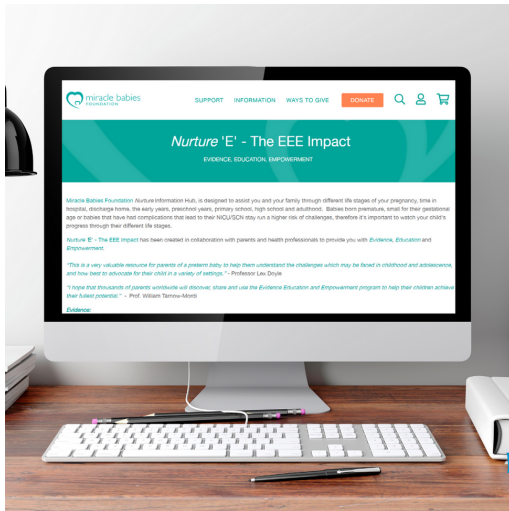 miracle babies
FOUNDATION
SUPPORT INFORMATION WAYS TO GIVE DONATE
Nurture 'E' - The EEE Impact
EVIDENCE, EDUCATION, EMPOWERMENT
Miracle Babies Foundation Nurture Information Hub, is designed to assist you and your family through different life stages of your pregnancy, time in
hospital, discharge home, the early years, preschool years, primary school, high school and adulthood. Babies born premature, small for their gestational
age or babies that have had complications that lead to their NICU/SCN stay run a higher risk of challenges, therefore it's important to watch your child's
progress through their different life stages.
Nurture 'E' - The EEE Impact has been created in collaboration with parents and health professionals to provide you with Evidence, Education and
Empowerment.
"This is a very valuable resource for parents of a preterm baby to help them understand the challenges which may be faced in childhood and adolescence,
and how best to advocate for their child in a variety of settings." - Professor Lex Doyle
"I hope that thousands of parents worldwide will discover, share and use the Evidence Education and Empowerment program to help their children achieve
their fullest potential." - Prof. William Tarnow-Mordi
Evidence: